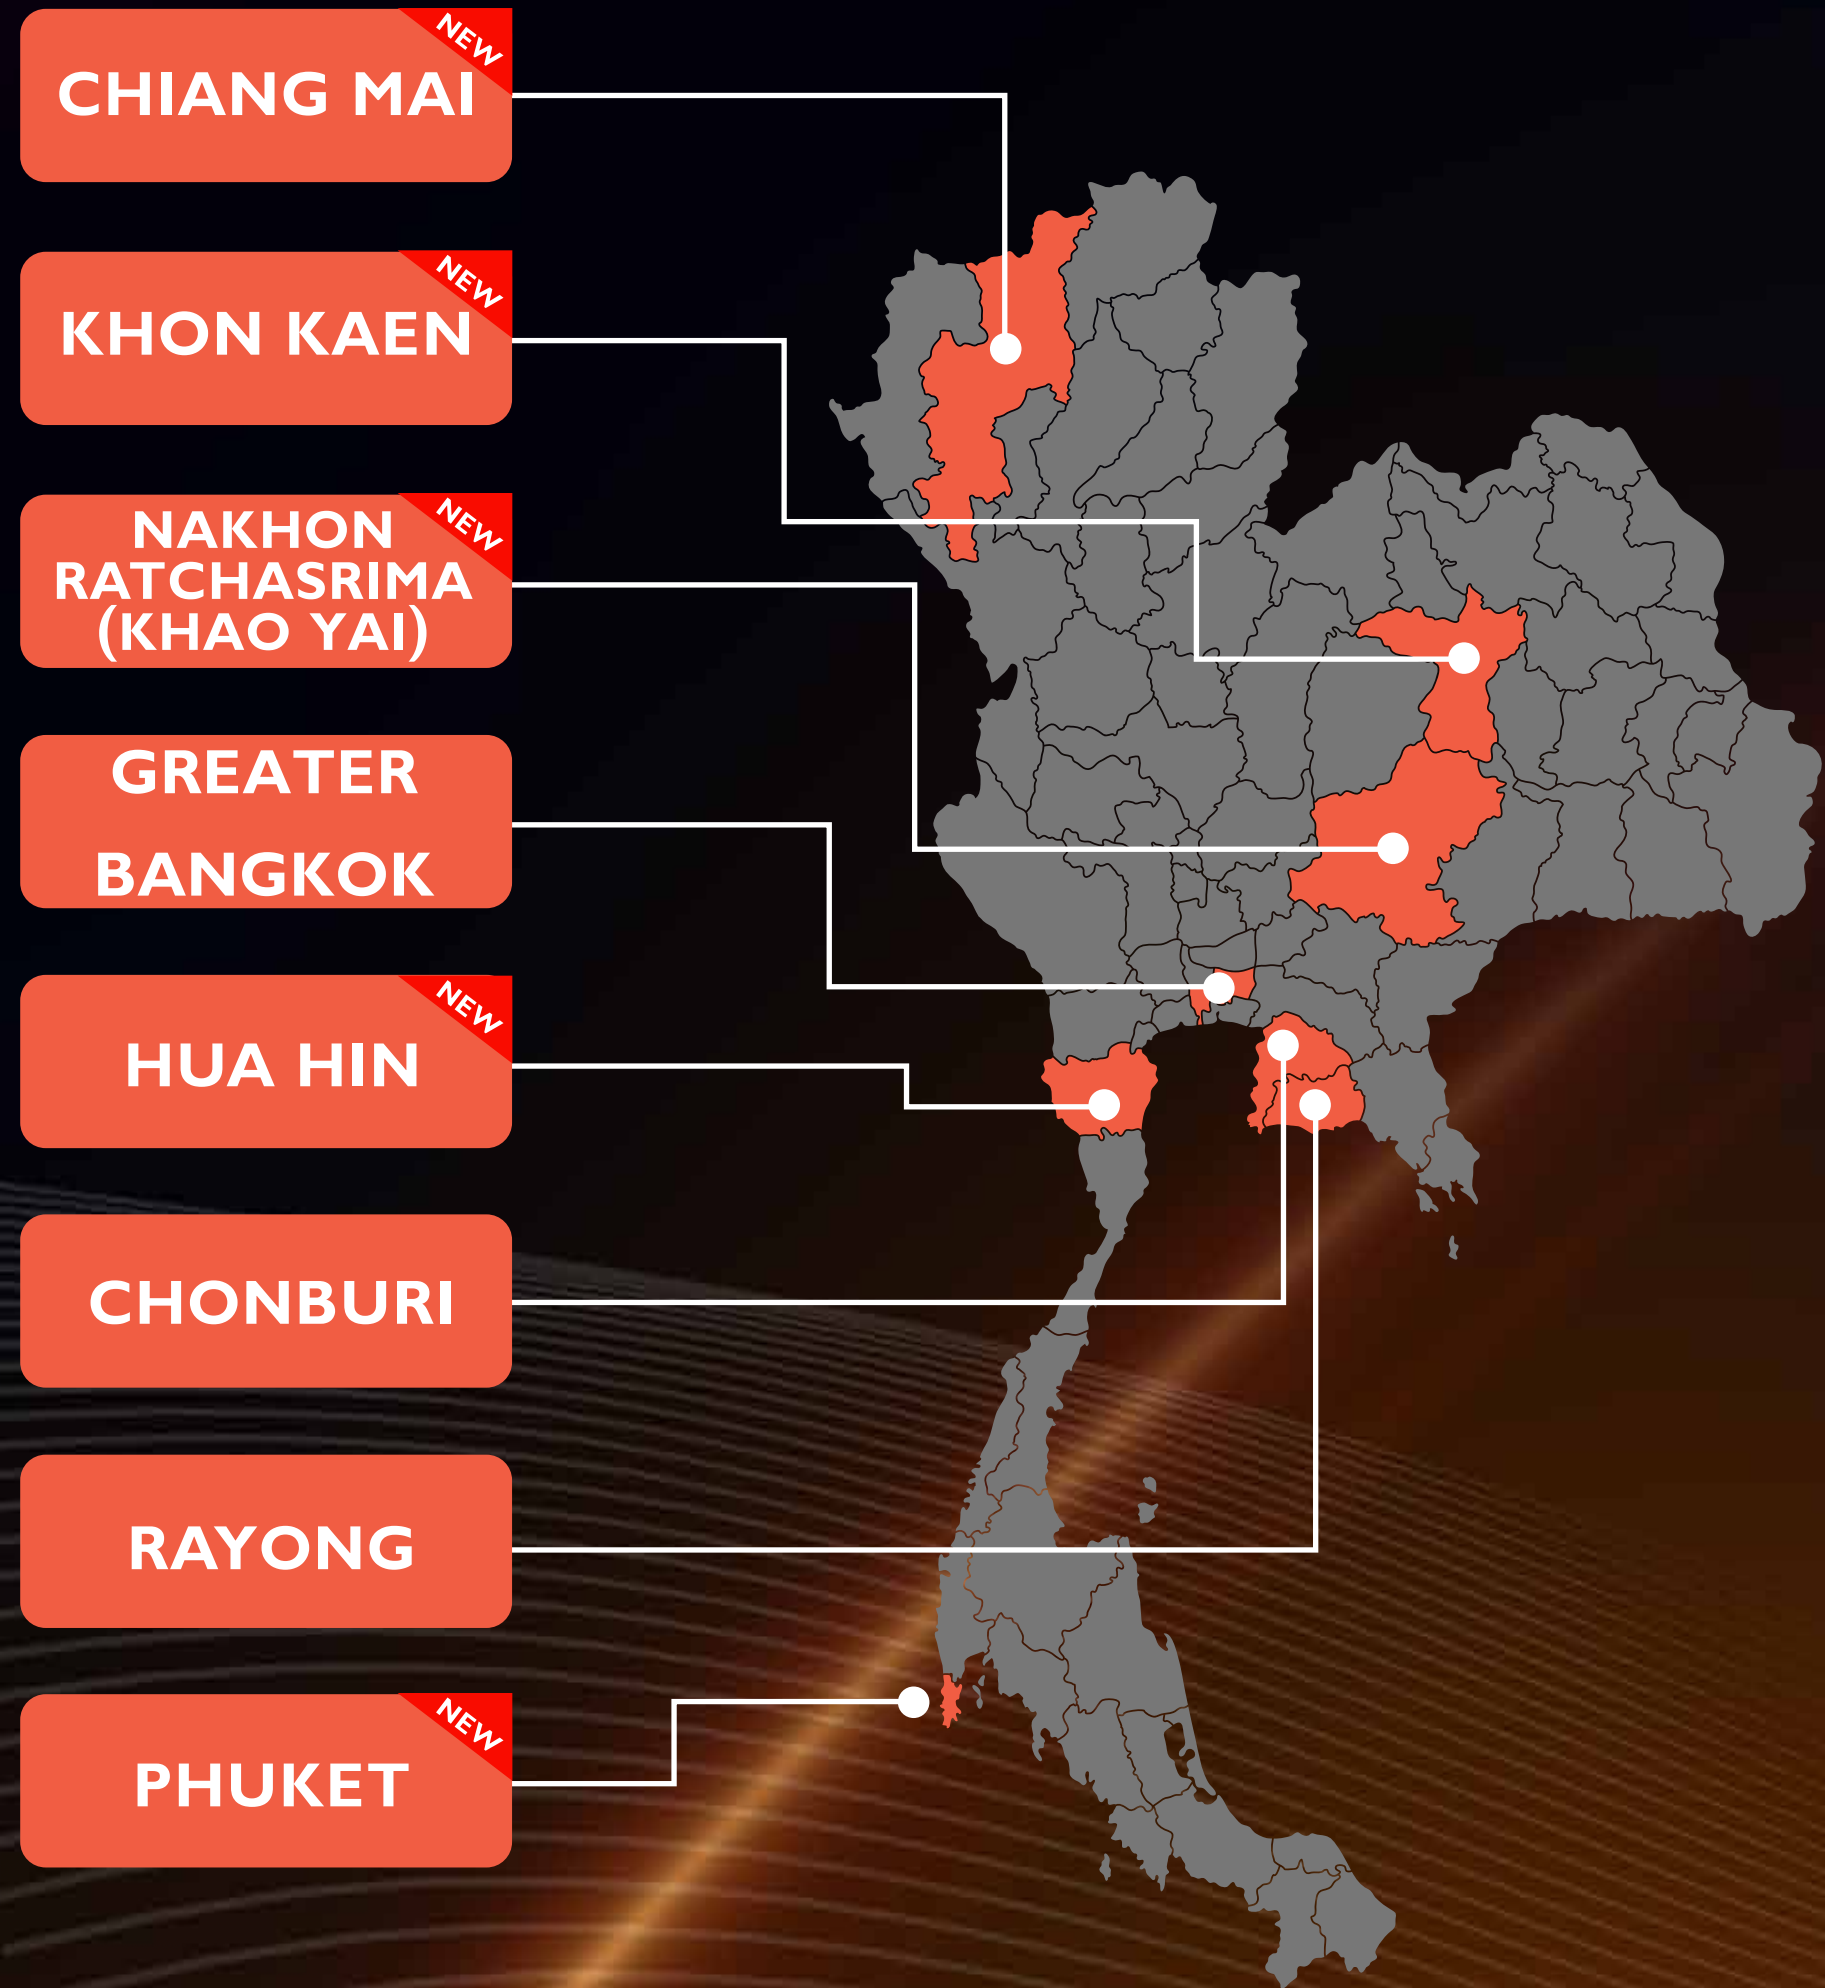 NEW
CHIANG MAI
NEW
KHON KAEN
NEW
NAKHON
RATCHASRIMA
(KHAO YAI)
GREATER
BANGKOK
NEW
HUA HIN
CHONBURI
RAYONG
NEW
PHUKET